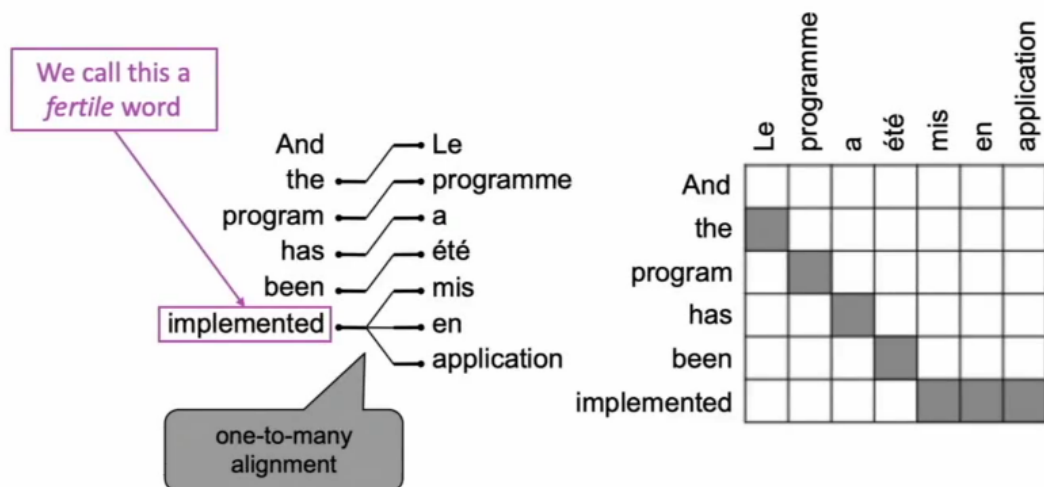 We call this a
fertile word
And
the
program
has
been
implemented
Le
programme
a
été
mis
en
application
one-to-many
alignment
Le
programme
a
été
mis
en
application
And
the
program
has
been
implemented